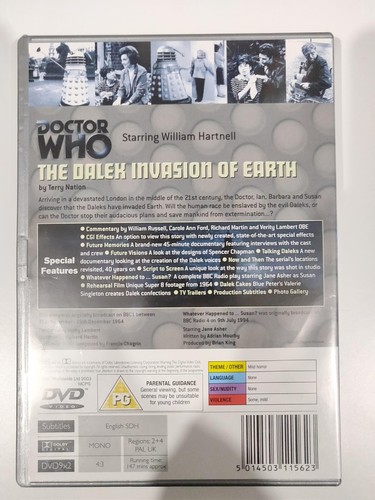 DOCTOR
WHO
Starring William Hartnell
THE DALEK INVASION OF EARTH
by Terry Nation
Arriving in a devastated London in the middle of the 21st century, the Doctor, Ian, Barbara and Susan
discover that the Daleks have invaded Earth. Will the human race be enslaved by the evil Daleks, or
can the Doctor stop their audacious plans and save mankind from extermination...?
Special
Features
● Commentary by William Russell, Carole Ann Ford, Richard Martin and Verity Lambert OBE
● CGI Effects An option to view this story with newly created, state-of-the-art special effects
● Future Memories A brand-new 45-minute documentary featuring interviews with the cast
and crew ● Future Visions A look at the designs of Spencer Chapman ● Talking Daleks A new
documentary looking at the creation of the Dalek voices ● Now and Then The serial's locations
revisited, 40 years on ● Script to Screen A unique look at the way this story was shot in studio
● Whatever Happened to ... Susan? A complete BBC Radio play starring Jane Asher as Susan
● Rehearsal Film Unique Super 8 footage from 1964 ● Dalek Cakes Blue Peter's Valerie
Singleton creates Dalek confections ● TV Trailers ● Production Subtitles ● Photo Gallery
on BBC1 between
1964
Whatever Happened to ... Susan? was originally
BBC Radio 4 on 9th July 1994.
Starring Jane Asher
Written by Adrian Mourby
Produced by Brian King
DVD
VIDEO
PG
PARENTAL GUIDANCE
General viewing, but some
scenes may be unsuitable
for young children
THEME / OTHER Mild horror
LANGUAGE None
SEX/NUDITY None
VIOLENCE Some, mild
Subtitles English SDH
DOLBY
DIGITAL MONO Regions: 2+4
PAL UK
DVD9x2 4:3 Running time:
147 mins approx.
5 014503 115623